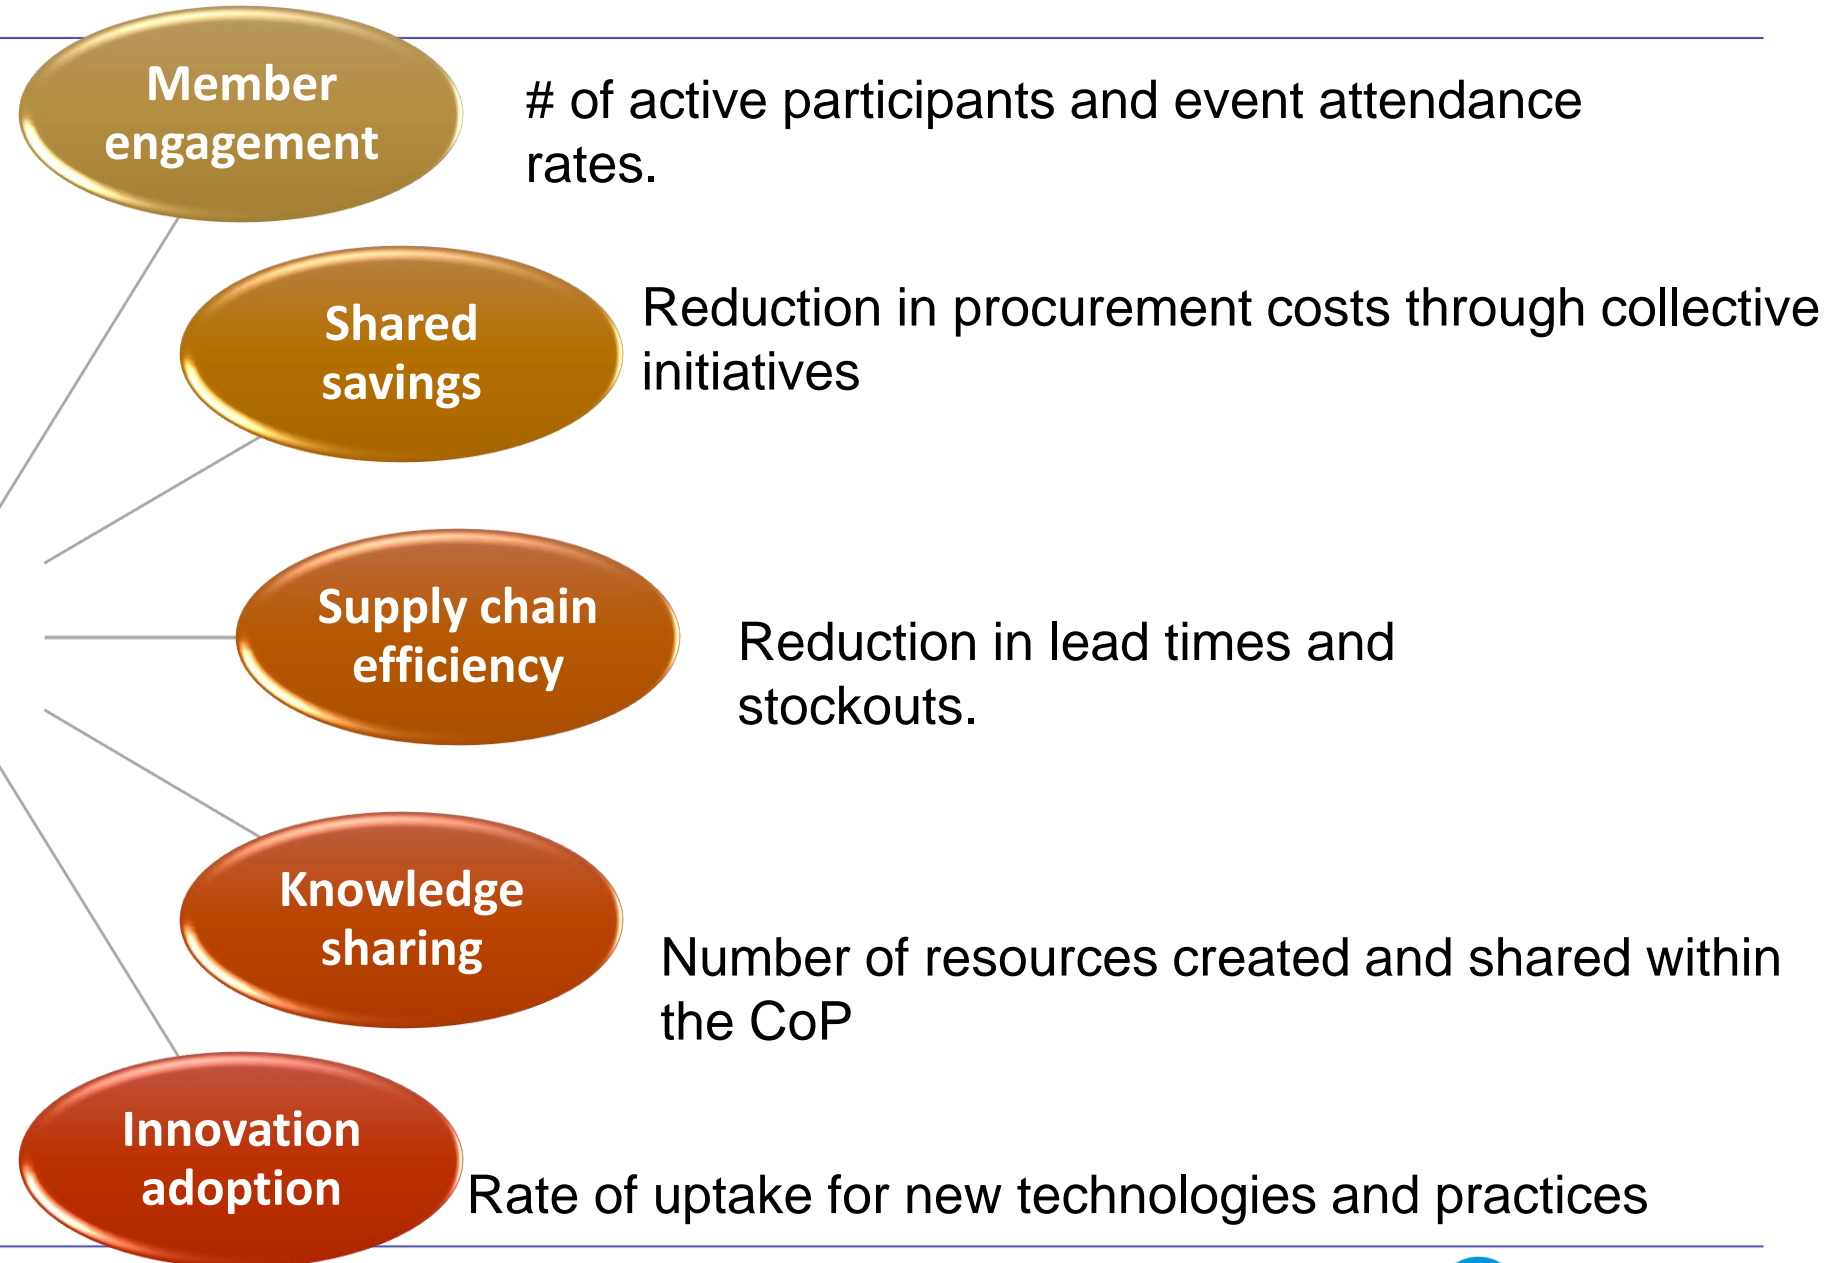 Member
engagement
# of active participants and event attendance
rates.
Shared
savings
Reduction in procurement costs through collective
initiatives
Supply chain
efficiency
Reduction in lead times and
stockouts.
Knowledge
sharing
Number of resources created and shared within
the CoP
Innovation
adoption
Rate of uptake for new technologies and practices